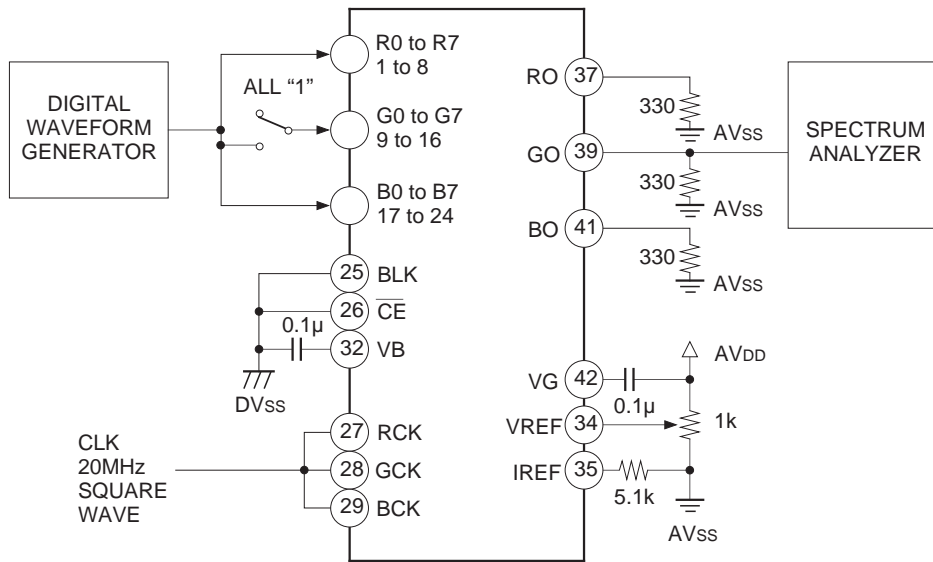 DIGITAL
WAVEFORM
GENERATOR
ALL “1”
R0 to R7
1 to 8
G0 to G7
9 to 16
B0 to B7
17 to 24
25
BLK
26
CE
0.1µ
32
VB
DVSS
CLK
20MHz
SQUARE
WAVE
27
RCK
28
GCK
29
BCK
RO
37
330
AVSS
GO
39
330
AVSS
BO
41
330
AVSS
SPECTRUM
ANALYZER
AVDD
VG
42
0.1µ
1k
VREF
34
IREF
35
5.1k
AVSS